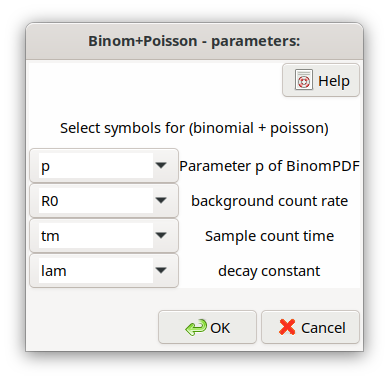 Binom+Poisson - parameters:
Help
Select symbols for (binomial + poisson)
p Parameter p of BinomPDF
R0 background count rate
tm Sample count time
lam decay constant
OK Cancel